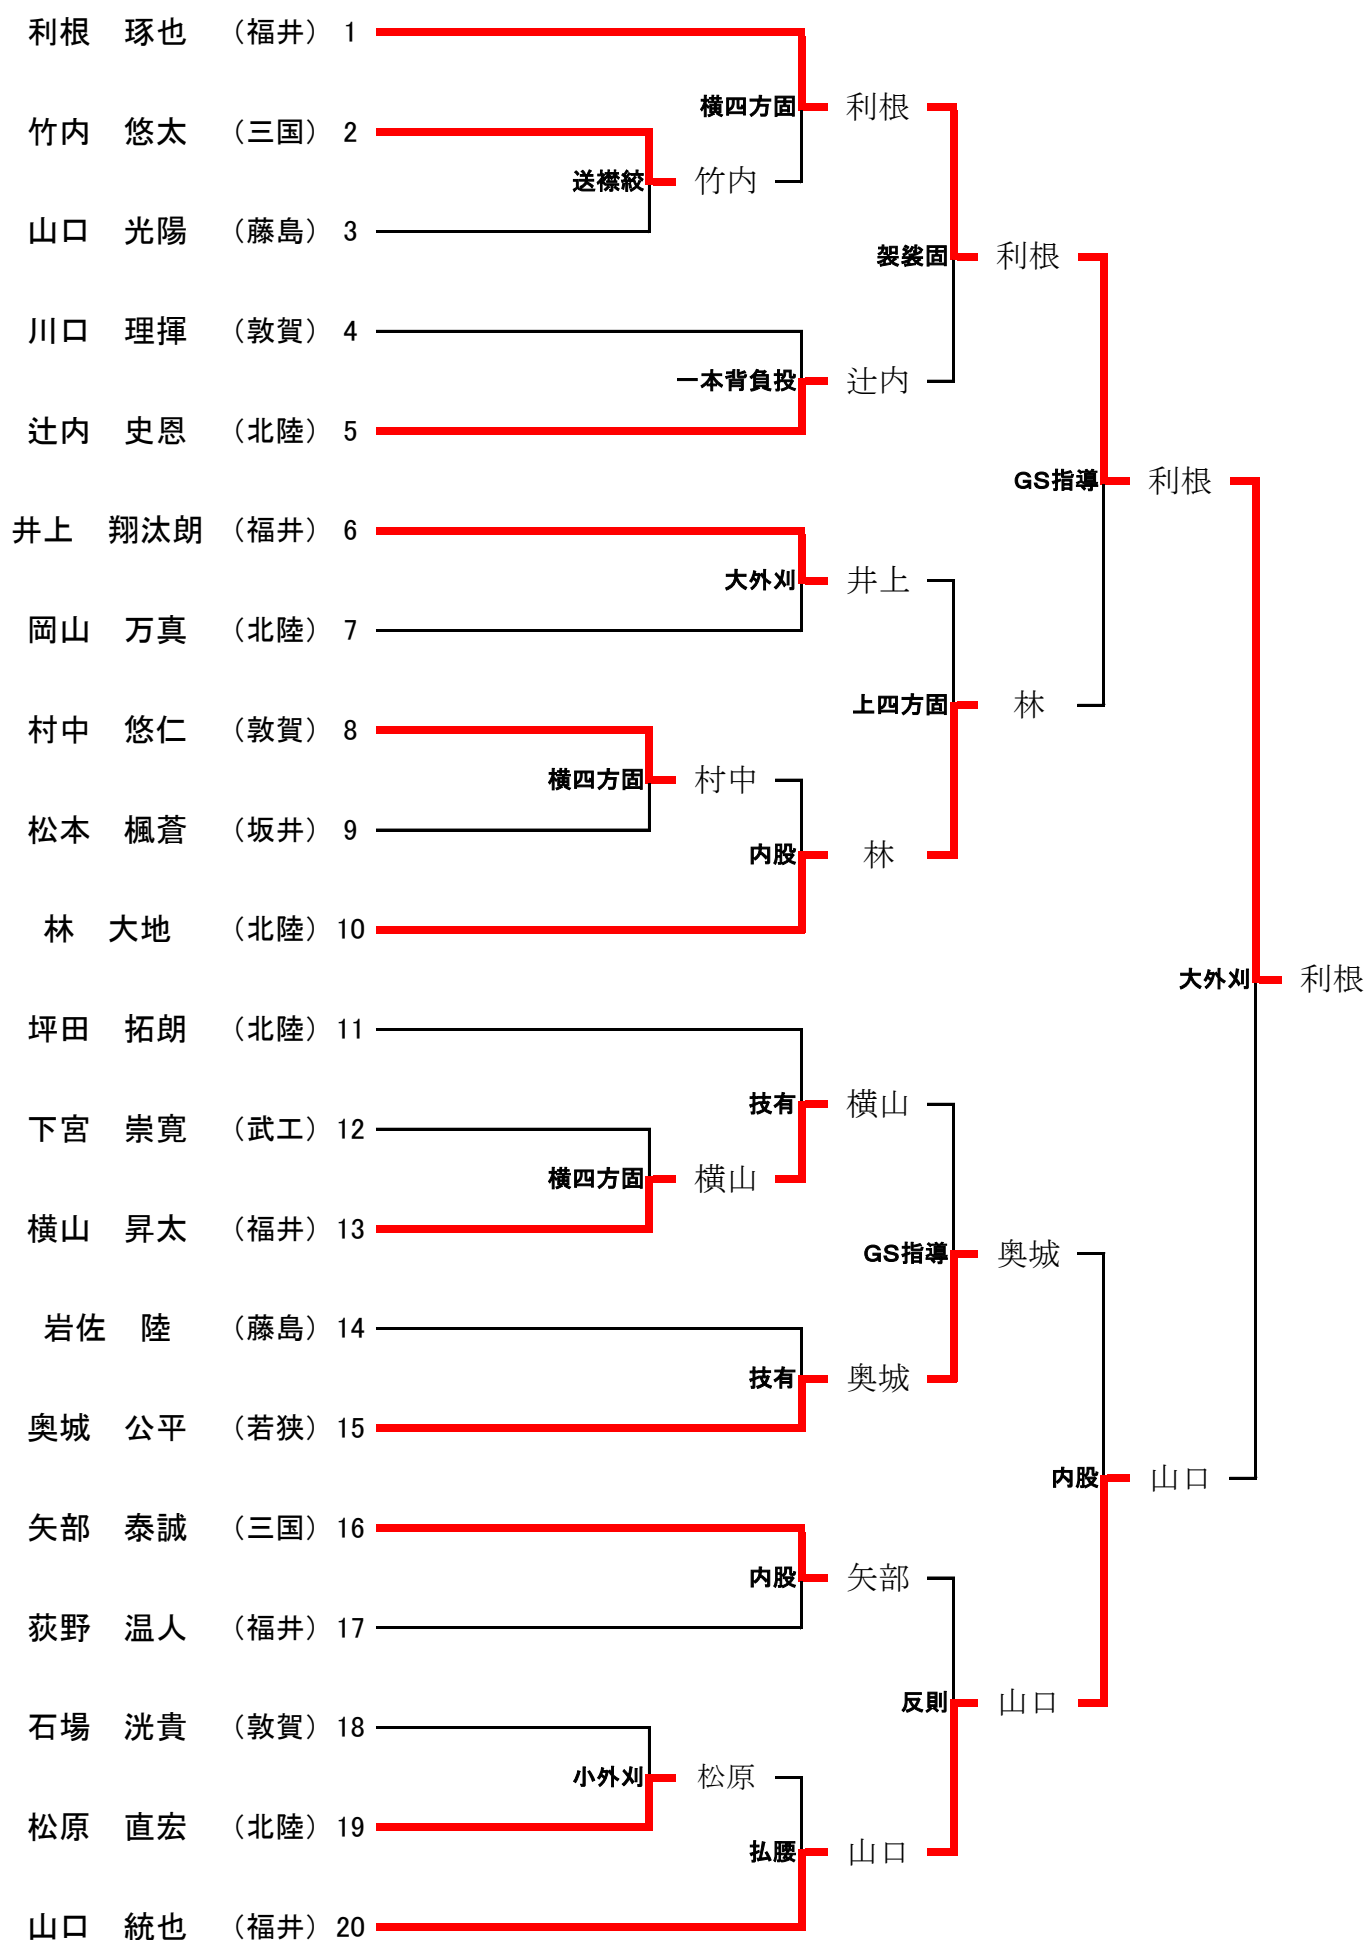 利根　琢也　（福井） 1
横四方固　利根
竹内　悠太　（三国） 2
送襟絞　竹内
山口　光陽　（藤島） 3
袈裟固　利根
川口　理揮　（敦賀） 4
一本背負投　辻内
辻内　史恩　（北陸） 5
GS指導　利根
井上　翔汰朗　（福井） 6
大外刈　井上
岡山　万真　（北陸） 7
上四方固　林
村中　悠仁　（敦賀） 8
横四方固　村中
松本　楓蒼　（坂井） 9
内股　林
林　大地　（北陸） 10
大外刈　利根
坪田　拓朗　（北陸） 11
技有　横山
下宮　崇寛　（武工） 12
横四方固　横山
横山　昇太　（福井） 13
GS指導　奥城
岩佐　陸　（藤島） 14
技有　奥城
奥城　公平　（若狭） 15
内股　山口
矢部　泰誠　（三国） 16
内股　矢部
荻野　温人　（福井） 17
反則　山口
石場　洸貴　（敦賀） 18
小外刈　松原
松原　直宏　（北陸） 19
払腰　山口
山口　統也　（福井） 20